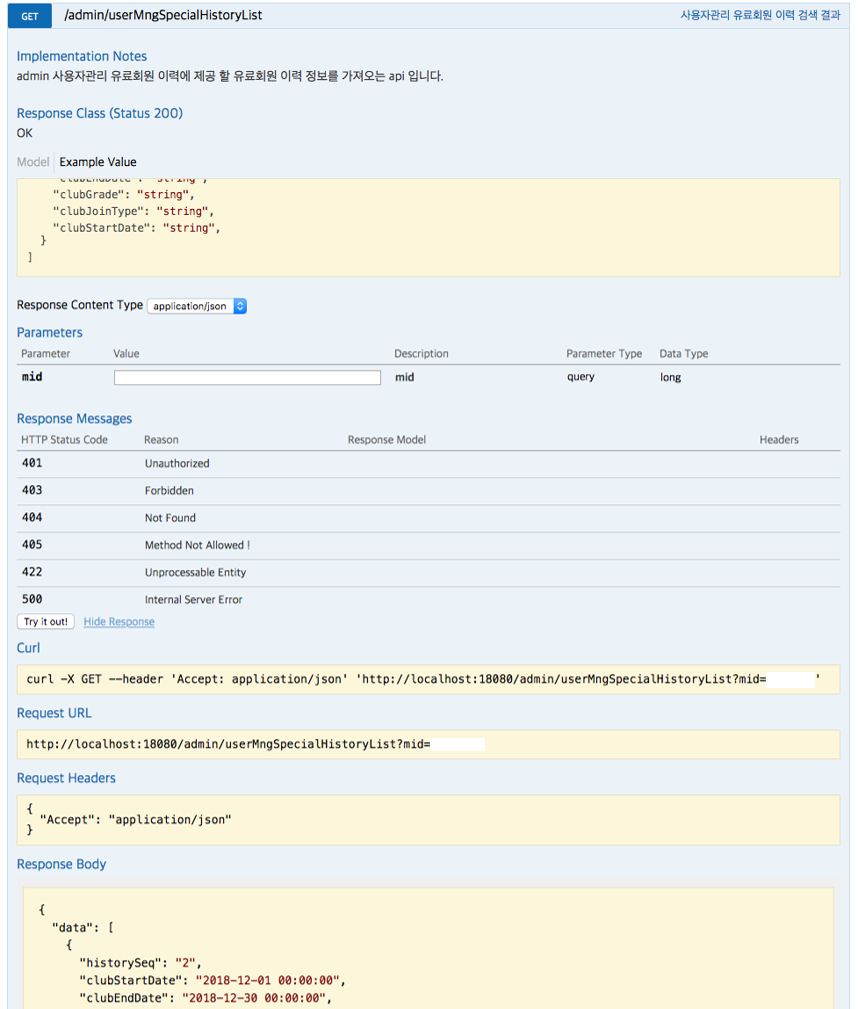 GET /admin/userMngSpecialHistoryList 사용자관리 유료회원 이력 검색 결과
Implementation Notes
admin 사용자관리 유료회원 이력에 제공 할 유료회원 이력 정보를 가져오는 api 입니다.
Response Class (Status 200)
OK
Model Example Value
"clubEndDate": "string",
"clubGrade": "string",
"clubJoinType": "string",
"clubStartDate": "string",
}
]
Response Content Type application/json
Parameters
Parameter Value Description Parameter Type Data Type
mid mid query long
Response Messages
HTTP Status Code Reason Response Model Headers
401 Unauthorized
403 Forbidden
404 Not Found
405 Method Not Allowed !
422 Unprocessable Entity
500 Internal Server Error
Try it out! Hide Response
Curl
curl -X GET --header 'Accept: application/json' 'http://localhost:18080/admin/userMngSpecialHistoryList?mid= '
Request URL
http://localhost:18080/admin/userMngSpecialHistoryList?mid=
Request Headers
{
"Accept": "application/json"
}
Response Body
{
"data": [
{
"historySeq": "2",
"clubStartDate": "2018-12-01 00:00:00",
"clubEndDate": "2018-12-30 00:00:00",